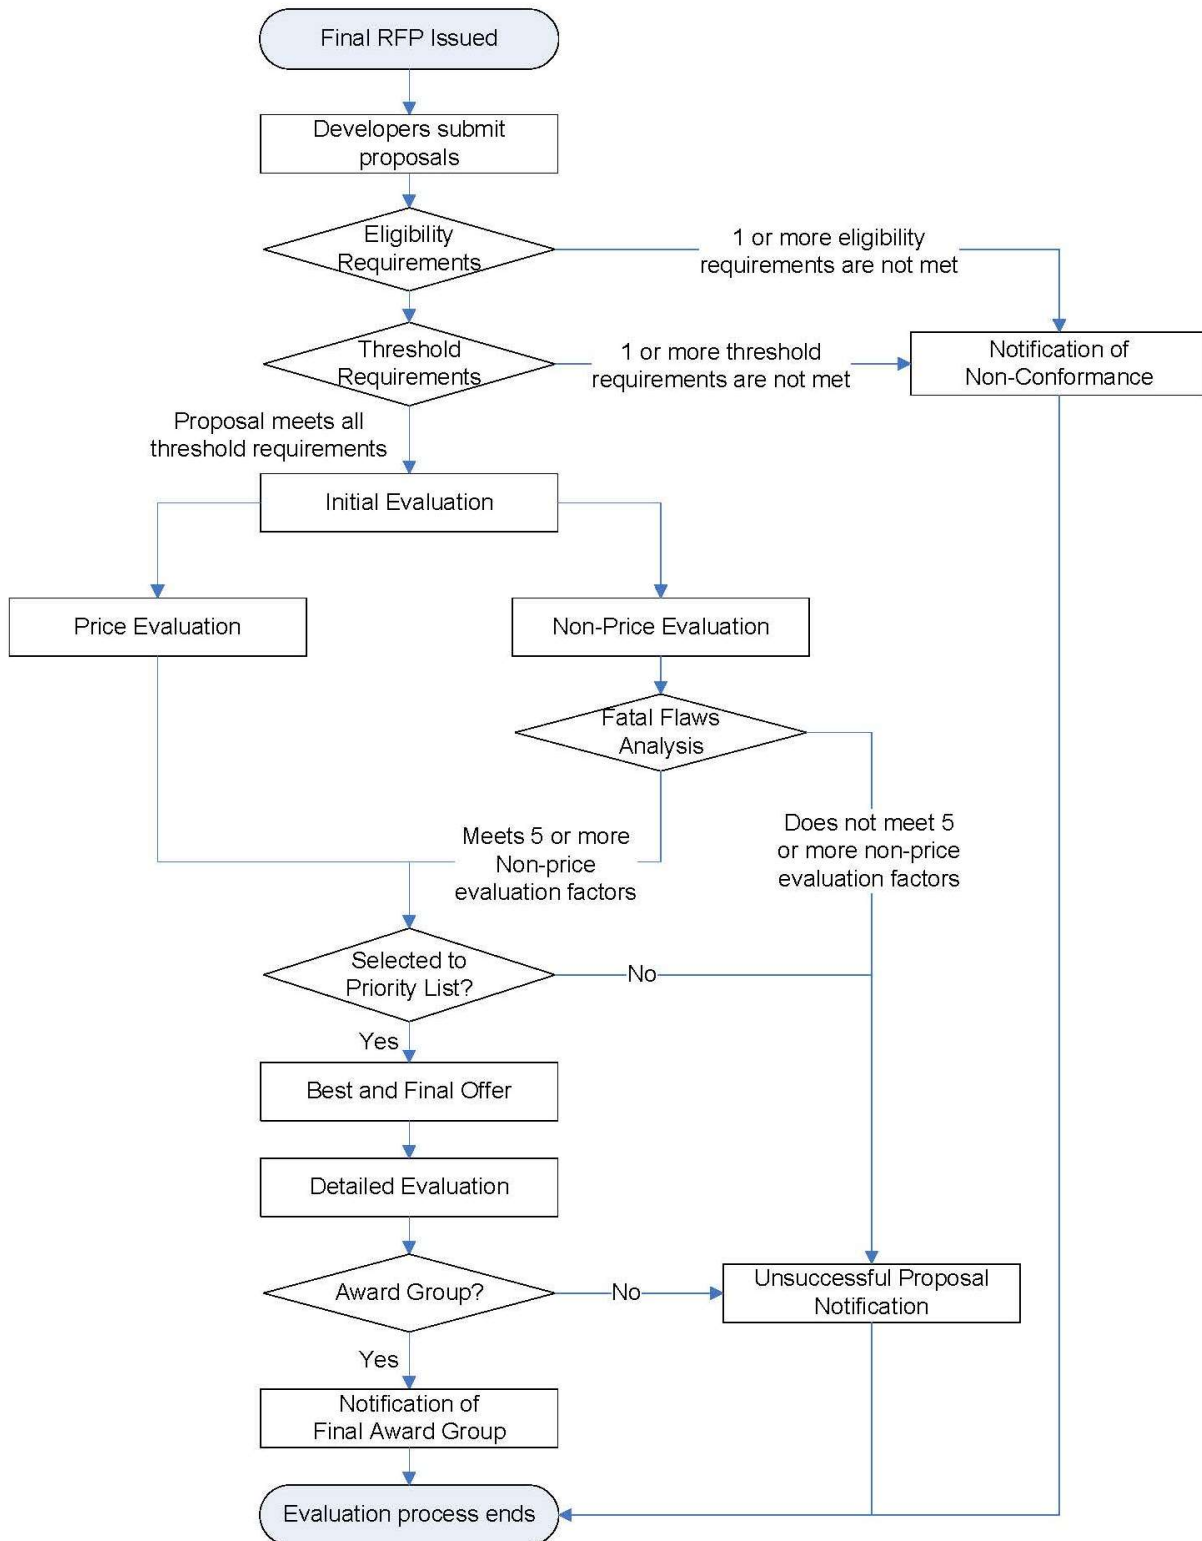 Final RFP Issued
Developers submit
proposals
Eligibility
Requirements
1 or more eligibility
requirements are not met
Threshold
Requirements
1 or more threshold
requirements are not met
Notification of
Non-Conformance
Proposal meets all
threshold requirements
Initial Evaluation
Price Evaluation
Non-Price Evaluation
Fatal Flaws
Analysis
Meets 5 or more
Non-price
evaluation factors
Does not meet 5
or more non-price
evaluation factors
Selected to
Priority List?
No
Yes
Best and Final Offer
Detailed Evaluation
Award Group?
No
Unsuccessful Proposal
Notification
Yes
Notification of
Final Award Group
Evaluation process ends